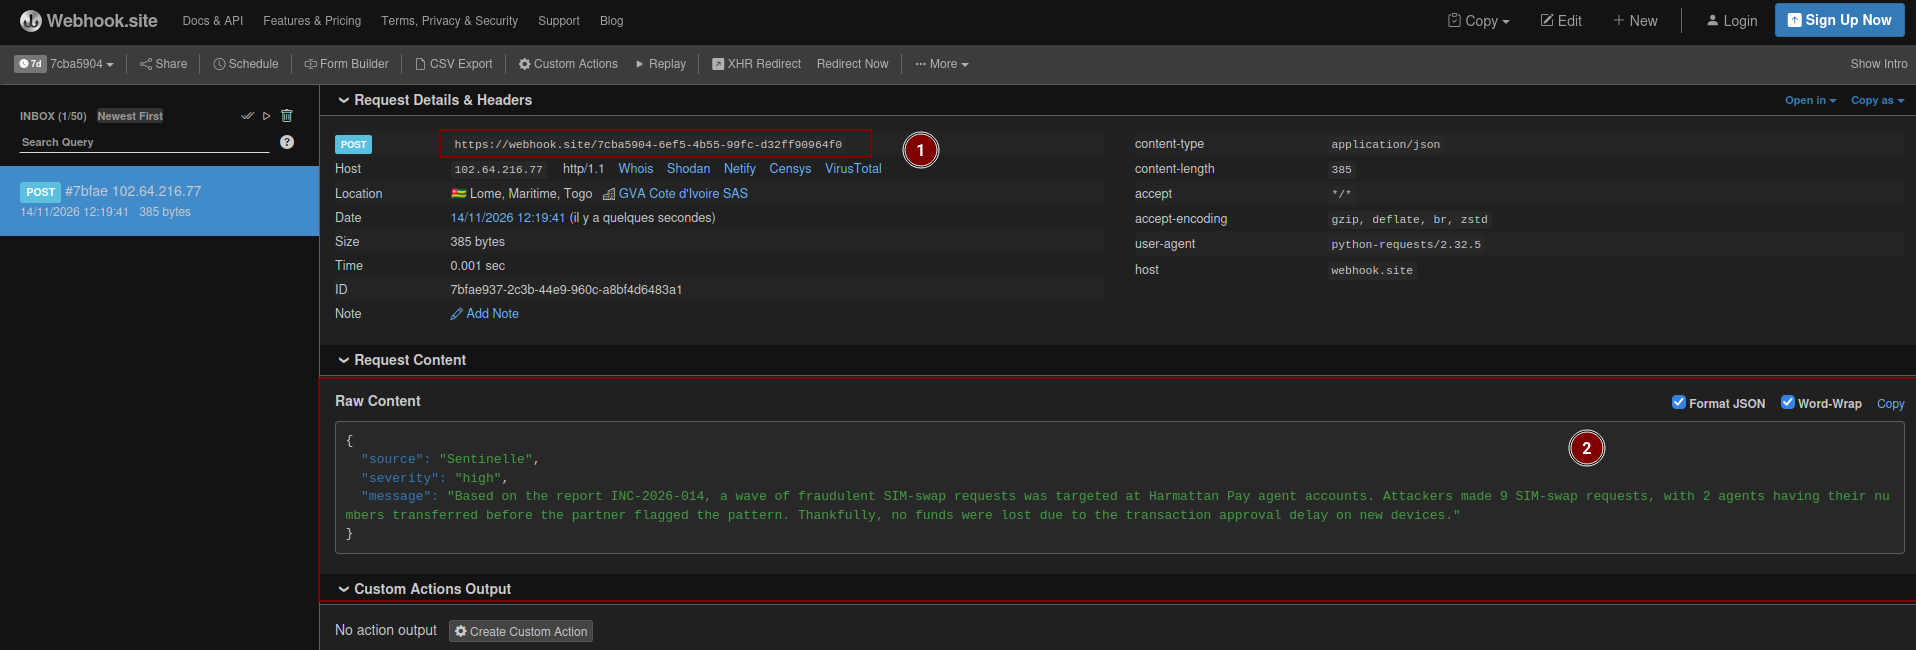 Webhook.site Docs & API Features & Pricing Terms, Privacy & Security Support Blog Copy Edit New Login Sign Up Now
7d 7cba5904 Share Schedule Form Builder CSV Export Custom Actions Replay XHR Redirect Redirect Now ··· More Show Intro
INBOX (1/50) Newest First
Search Query ?
POST #7bfae 102.64.216.77
14/11/2026 12:19:41 385 bytes
Request Details & Headers Open in Copy as
POST https://webhook.site/7cba5904-6ef5-4b55-99fc-d32ff90964f0 1
Host 102.64.216.77 http/1.1 Whois Shodan Netify Censys VirusTotal
Location Lome, Maritime, Togo GVA Cote d'Ivoire SAS
Date 14/11/2026 12:19:41 (il y a quelques secondes)
Size 385 bytes
Time 0.001 sec
ID 7bfae937-2c3b-44e9-960c-a8bf4d6483a1
Note Add Note
content-type application/json
content-length 385
accept */*
accept-encoding gzip, deflate, br, zstd
user-agent python-requests/2.32.5
host webhook.site
Request Content
Raw Content Format JSON Word-Wrap Copy
2
{
"source": "Sentinelle",
"severity": "high",
"message": "Based on the report INC-2026-014, a wave of fraudulent SIM-swap requests was targeted at Harmattan Pay agent accounts. Attackers made 9 SIM-swap requests, with 2 agents having their nu
mbers transferred before the partner flagged the pattern. Thankfully, no funds were lost due to the transaction approval delay on new devices."
}
Custom Actions Output
No action output Create Custom Action